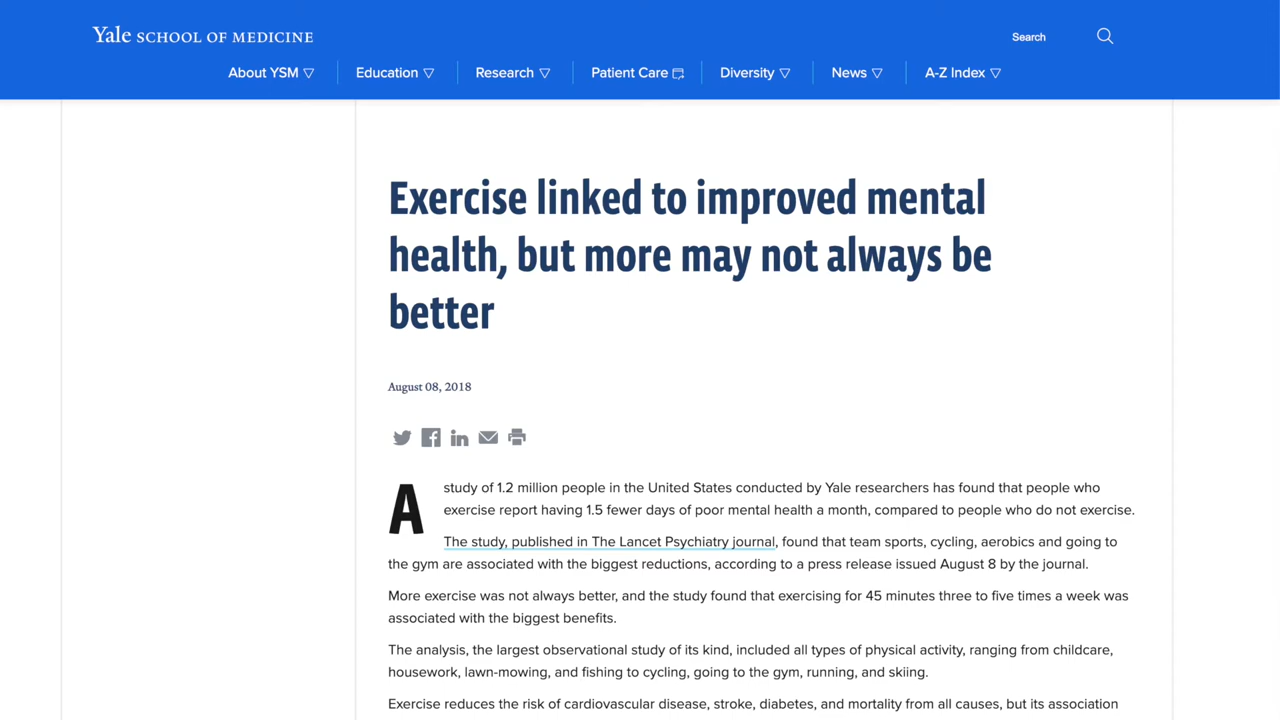 Yale SCHOOL OF MEDICINE
Search
About YSM
Education
Research
Patient Care
Diversity
News
A-Z Index
Exercise linked to improved mental
health, but more may not always be
better
August 08, 2018
A study of 1.2 million people in the United States conducted by Yale researchers has found that people who
exercise report having 1.5 fewer days of poor mental health a month, compared to people who do not exercise.
The study, published in The Lancet Psychiatry journal, found that team sports, cycling, aerobics and going to
the gym are associated with the biggest reductions, according to a press release issued August 8 by the journal.
More exercise was not always better, and the study found that exercising for 45 minutes three to five times a week was
associated with the biggest benefits.
The analysis, the largest observational study of its kind, included all types of physical activity, ranging from childcare,
housework, lawn-mowing, and fishing to cycling, going to the gym, running, and skiing.
Exercise reduces the risk of cardiovascular disease, stroke, diabetes, and mortality from all causes, but its association